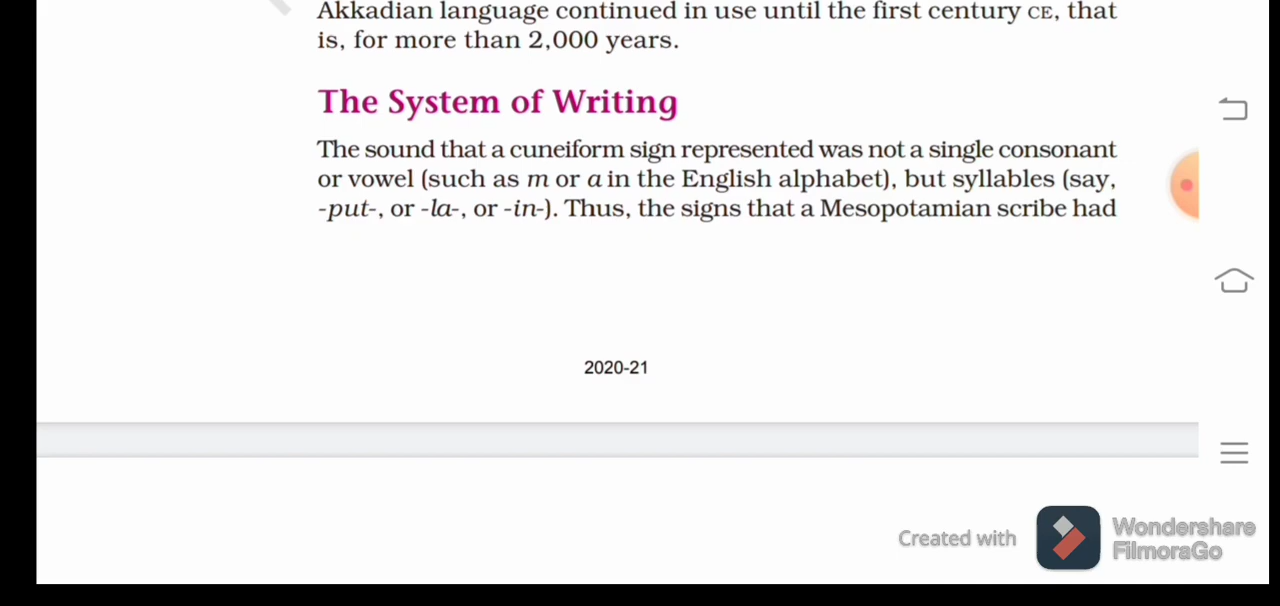 Akkadian language continued in use until the first century CE, that
is, for more than 2,000 years.
The System of Writing
The sound that a cuneiform sign represented was not a single consonant
or vowel (such as m or a in the English alphabet), but syllables (say,
-put-, or -la-, or -in-). Thus, the signs that a Mesopotamian scribe had
2020-21
Created with
Wondershare
FilmoraGo